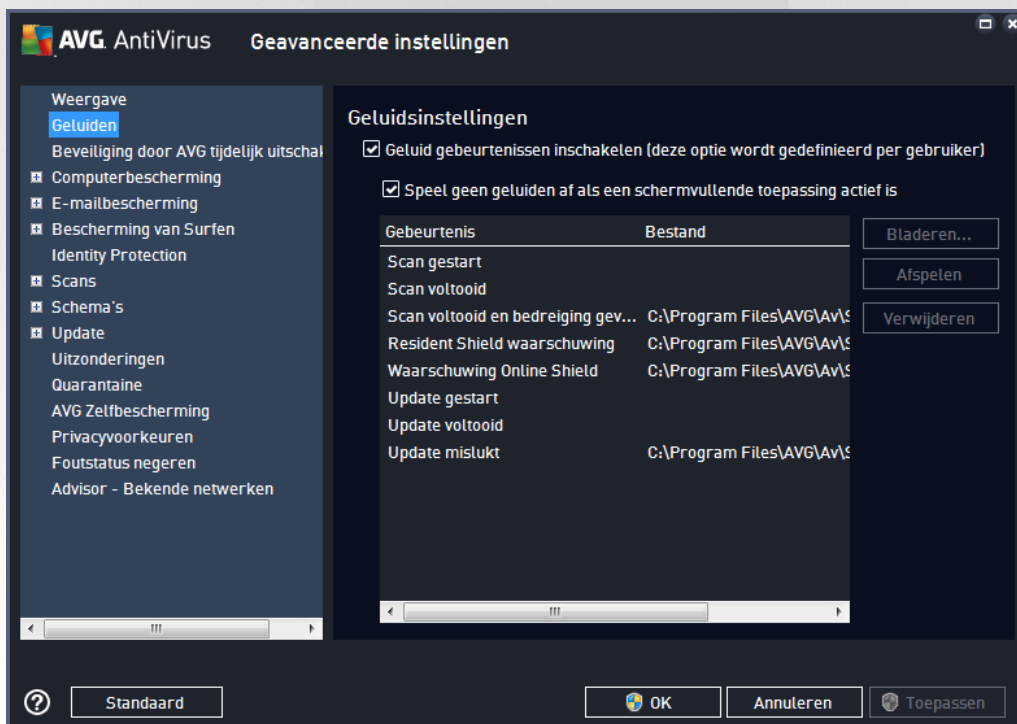 AVG. AntiVirus Geavanceerde instellingen
Weergave
Geluiden
Beveiliging door AVG tijdelijk uitschak
Computerbescherming
E-mailbescherming
Bescherming van Surfen
Identity Protection
Scans
Schema's
Update
Uitzonderingen
Quarantaine
AVG Zelfbescherming
Privacyvoorkeuren
Foutstatus negeren
Advisor - Bekende netwerken
Geluidsinstellingen
Geluid gebeurtenissen inschakelen (deze optie wordt gedefinieerd per gebruiker)
Speel geen geluiden af als een schermvullende toepassing actief is
Gebeurtenis Bestand
Scan gestart
Scan voltooid
Scan voltooid en bedreiging gev... C:\Program Files\AVG\Av\S
Resident Shield waarschuwing C:\Program Files\AVG\Av\S
Waarschuwing Online Shield C:\Program Files\AVG\Av\S
Update gestart
Update voltooid
Update mislukt C:\Program Files\AVG\Av\S
Bladeren...
Afspelen
Verwijderen
Standaard OK Annuleren Toepassen